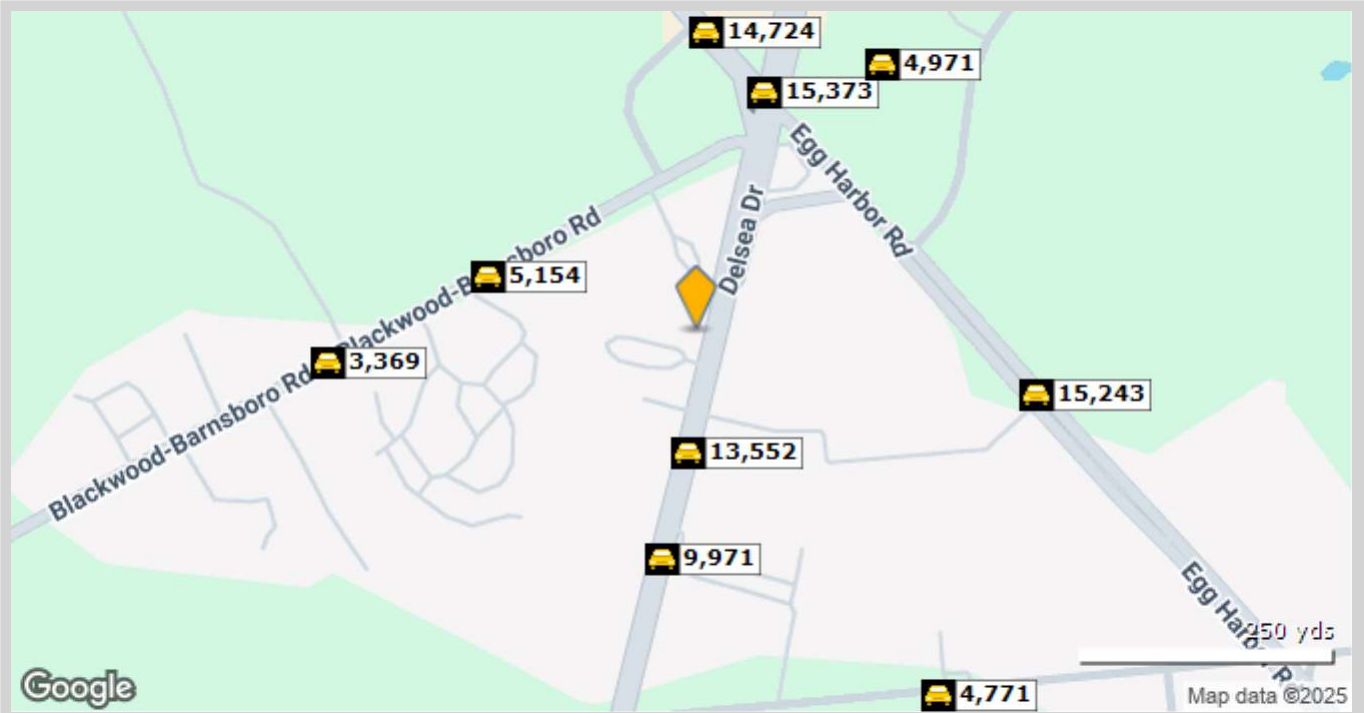 14,724
4,971
15,373
Egg Harbor Rd
Delsea Dr
Blackwood-Barnsboro Rd
5,154
3,369
Blackwood-Barnsboro Rd
15,243
13,552
9,971
Egg Harbor R
250 yds
4,771
Google
Map data ©2025